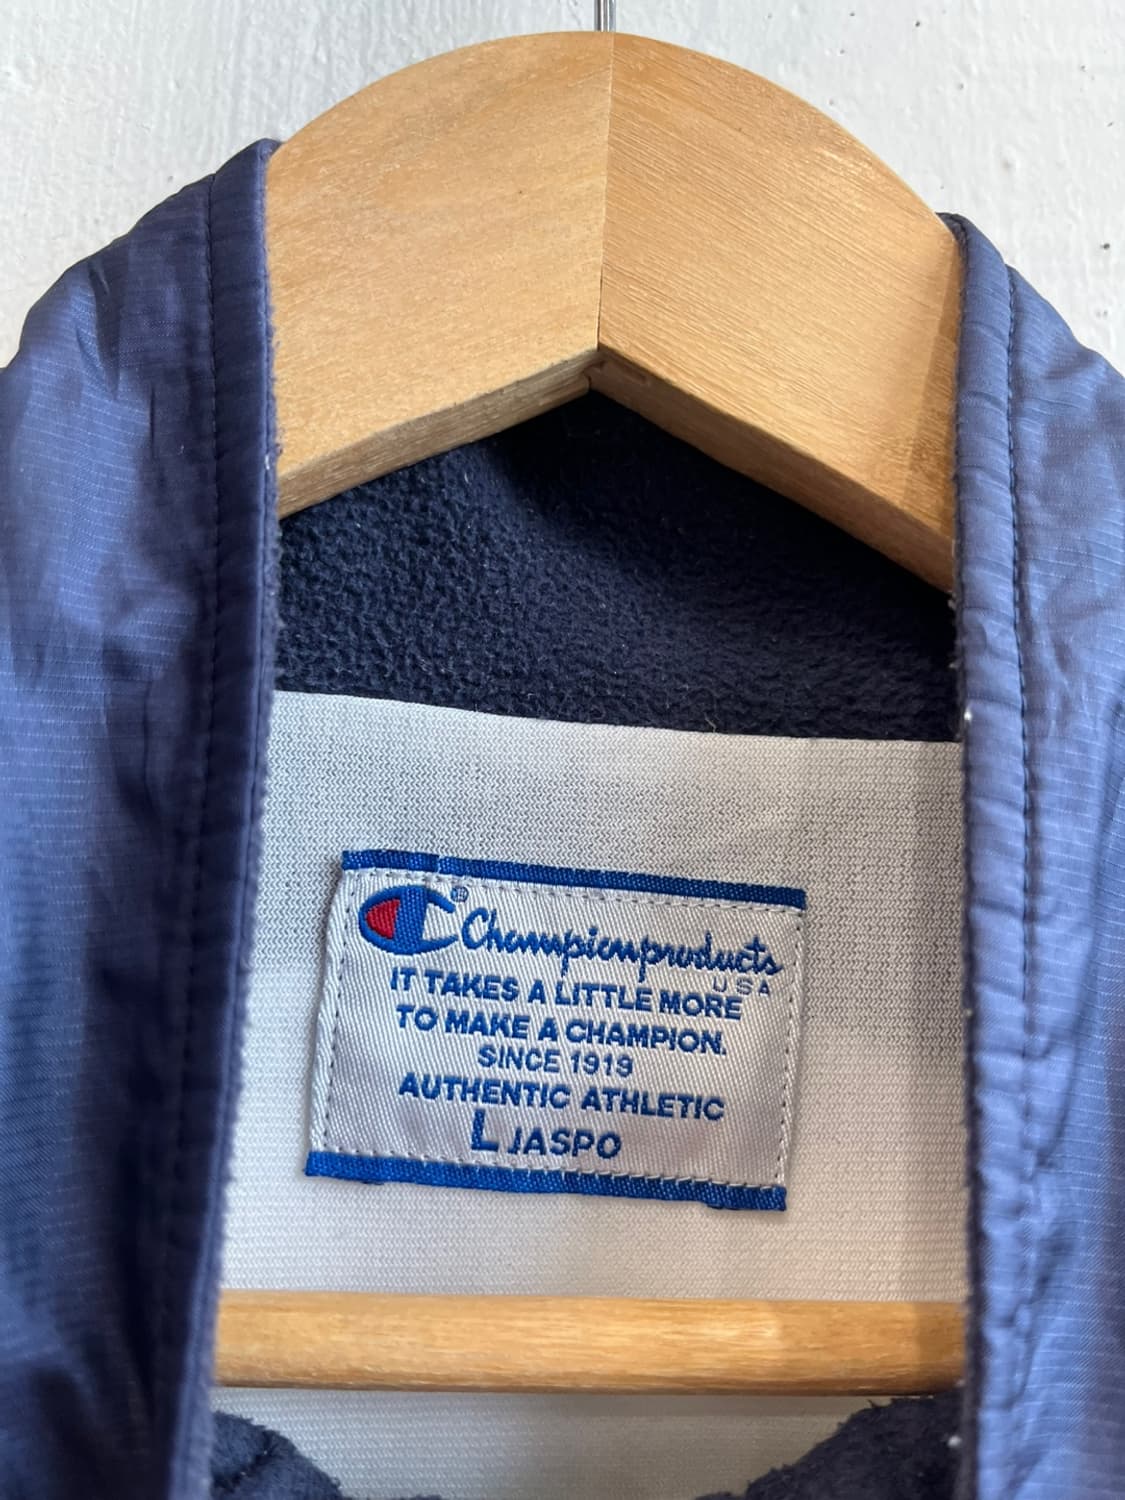 ® Championproducts
USA
IT TAKES A LITTLE MORE
TO MAKE A CHAMPION.
SINCE 1919
AUTHENTIC ATHLETIC
L JASPO